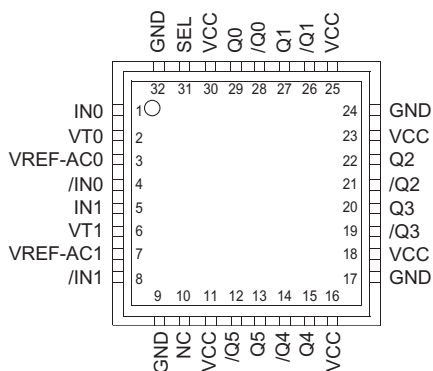 GND SEL VCC Q0 /Q0 Q1 /Q1 VCC
32 31 30 29 28 27 26 25
IN0 1 24 GND
VT0 2 23 VCC
VREF-AC0 3 22 Q2
/IN0 4 21 /Q2
IN1 5 20 Q3
VT1 6 19 /Q3
VREF-AC1 7 18 VCC
/IN1 8 17 GND
9 10 11 12 13 14 15 16
GND NC VCC /Q5 Q5 /Q4 Q4 VCC